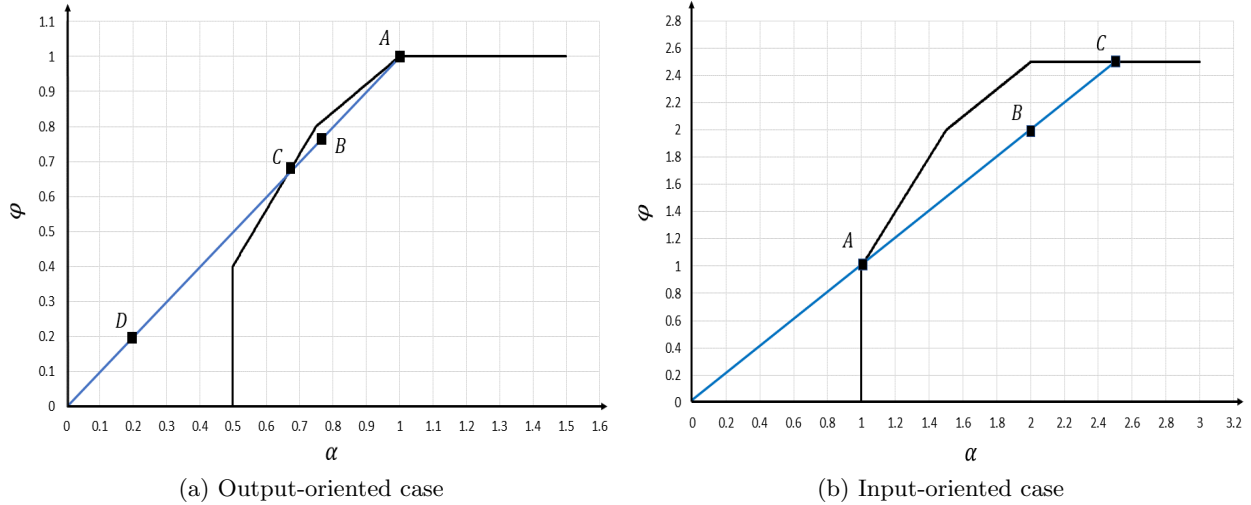 1.1
1
0.9
0.8
0.7
0.6
0.5
0.4
0.3
0.2
0.1
0
φ
A
B
C
D
0 0.1 0.2 0.3 0.4 0.5 0.6 0.7 0.8 0.9 1 1.1 1.2 1.3 1.4 1.5 1.6
α
(a) Output-oriented case
2.8
2.6
2.4
2.2
2
1.8
1.6
1.4
1.2
1
0.8
0.6
0.4
0.2
0
φ
C
B
A
0 0.2 0.4 0.6 0.8 1 1.2 1.4 1.6 1.8 2 2.2 2.4 2.6 2.8 3 3.2
α
(b) Input-oriented case